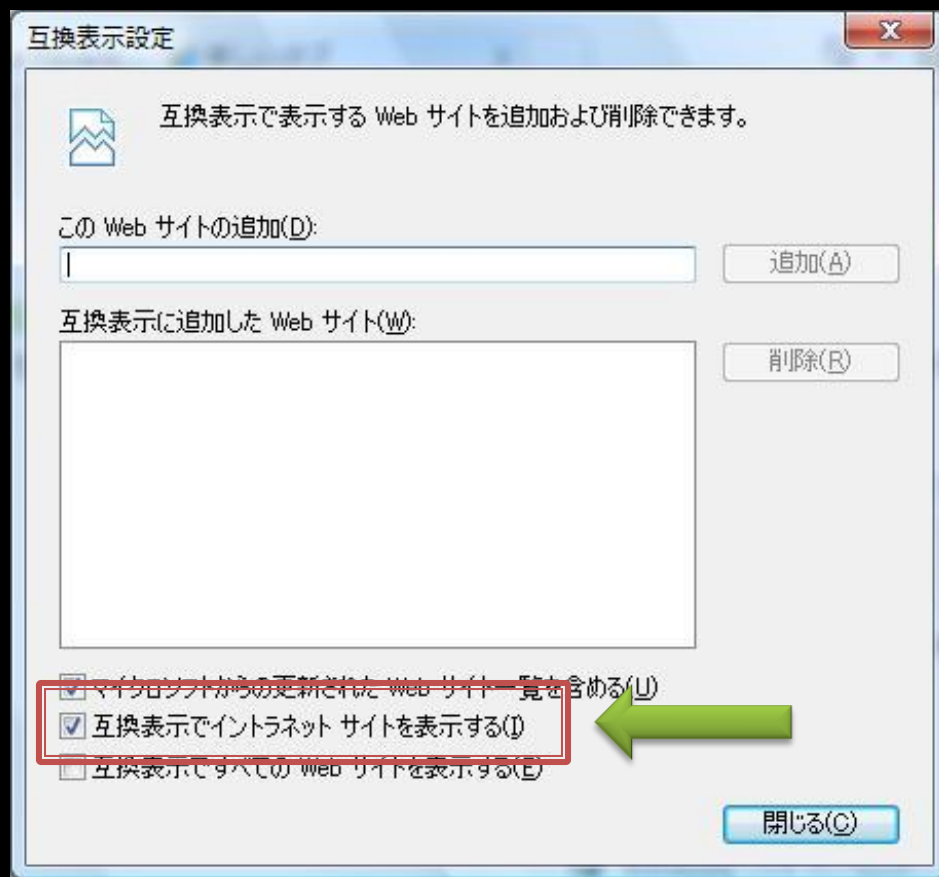 互換表示設定
互換表示で表示する Web サイトを追加および削除できます。
この Web サイトの追加(D):
追加(A)
互換表示に追加した Web サイト(W):
削除(R)
マイクロソフトからの更新された Web サイト一覧を含める(U)
互換表示でイントラネット サイトを表示する(I)
互換表示ですべての Web サイトを表示する(E)
閉じる(C)